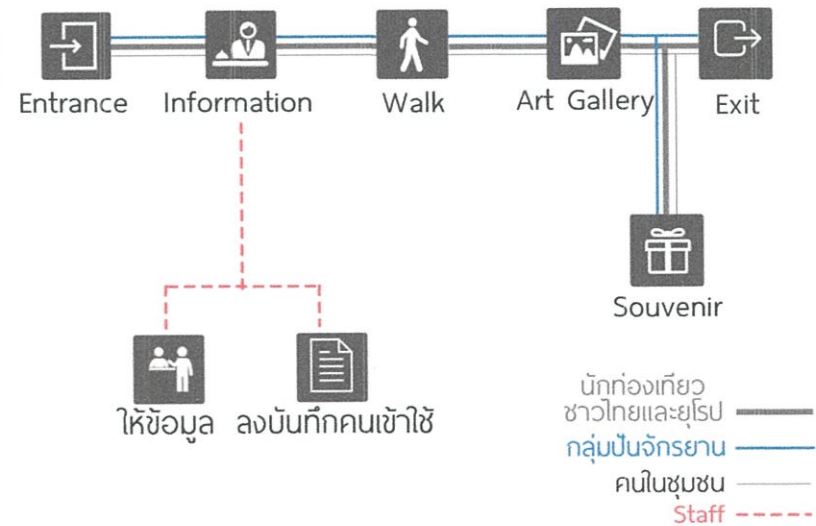 Entrance Information Walk Art Gallery Exit
Souvenir
ให้ข้อมูล ลงบันทึกคนเข้าใช้
นักท่องเที่ยว
ชาวไทยและยุโรป
กลุ่มปั่นจักรยาน
คนในชุมชน
Staff